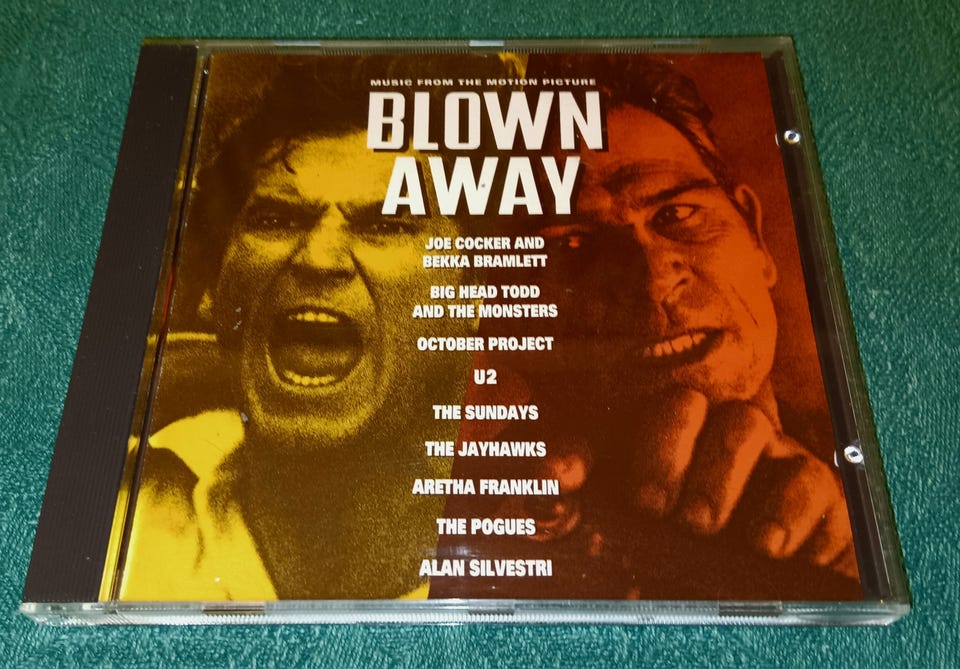 MUSIC FROM THE MOTION PICTURE
BLOWN
AWAY
JOE COCKER AND
BEKKA BRAMLETT
BIG HEAD TODD
AND THE MONSTERS
OCTOBER PROJECT
U2
THE SUNDAYS
THE JAYHAWKS
ARETHA FRANKLIN
THE POGUES
ALAN SILVESTRI